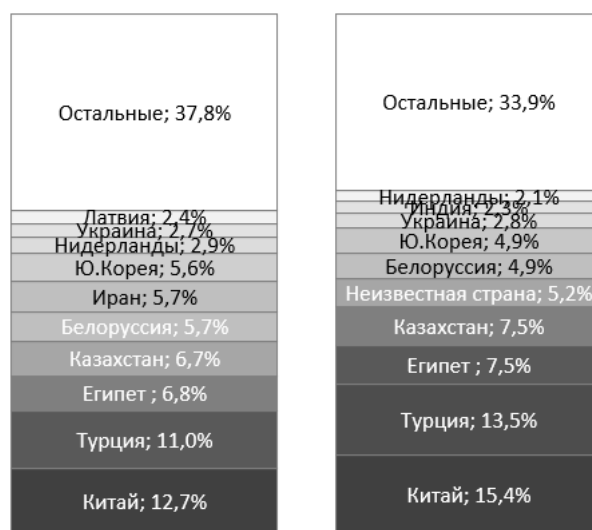 Остальные; 37,8%
Латвия; 2,4%
Украина; 2,7%
Нидерланды; 2,9%
Ю.Корея; 5,6%
Иран; 5,7%
Белоруссия; 5,7%
Казахстан; 6,7%
Египет ; 6,8%
Турция; 11,0%
Китай; 12,7%
Остальные; 33,9%
Нидерланды; 2,1%
Индия; 2,3%
Украина; 2,8%
Ю.Корея; 4,9%
Белоруссия; 4,9%
Неизвестная страна; 5,2%
Казахстан; 7,5%
Египет ; 7,5%
Турция; 13,5%
Китай; 15,4%